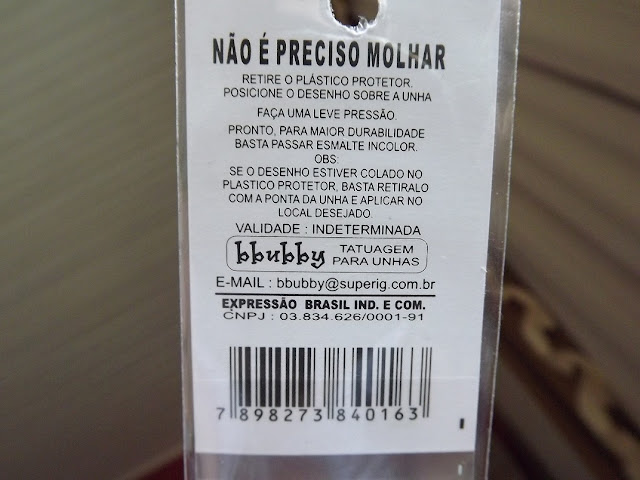 NÃO É PRECISO MOLHAR
RETIRE O PLÁSTICO PROTETOR.
POSICIONE O DESENHO SOBRE A UNHA
FAÇA UMA LEVE PRESSÃO.
PRONTO, PARA MAIOR DURABILIDADE
BASTA PASSAR ESMALTE INCOLOR.
OBS:
SE O DESENHO ESTIVER COLADO NO
PLASTICO PROTETOR, BASTA RETIRALO
COM A PONTA DA UNHA E APLICAR NO
LOCAL DESEJADO.
VALIDADE : INDETERMINADA
bbubby TATUAGEM
PARA UNHAS
E-MAIL : bbubby@superig.com.br
EXPRESSÃO BRASIL IND. E COM.
CNPJ : 03.834.626/0001-91
7 898273 840163